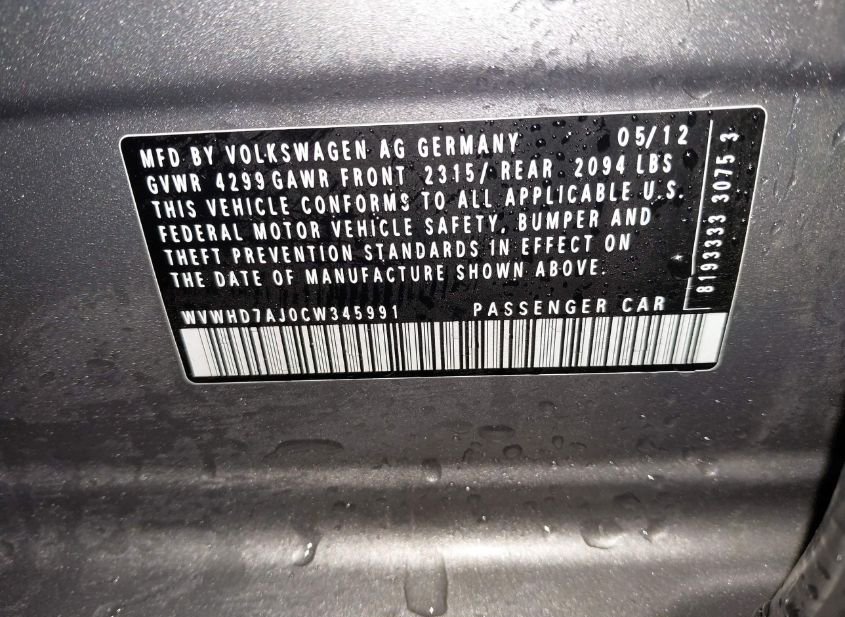 MFD BY VOLKSWAGEN AG GERMANY 05/12
GVWR 4299 GAWR FRONT 2315/ REAR 2094 LBS
THIS VEHICLE CONFORMS TO ALL APPLICABLE U.S.
FEDERAL MOTOR VEHICLE SAFETY, BUMPER AND
THEFT PREVENTION STANDARDS IN EFFECT ON
THE DATE OF MANUFACTURE SHOWN ABOVE.
WVWHD7AJ0CW345991 PASSENGER CAR
8193333 3075 3